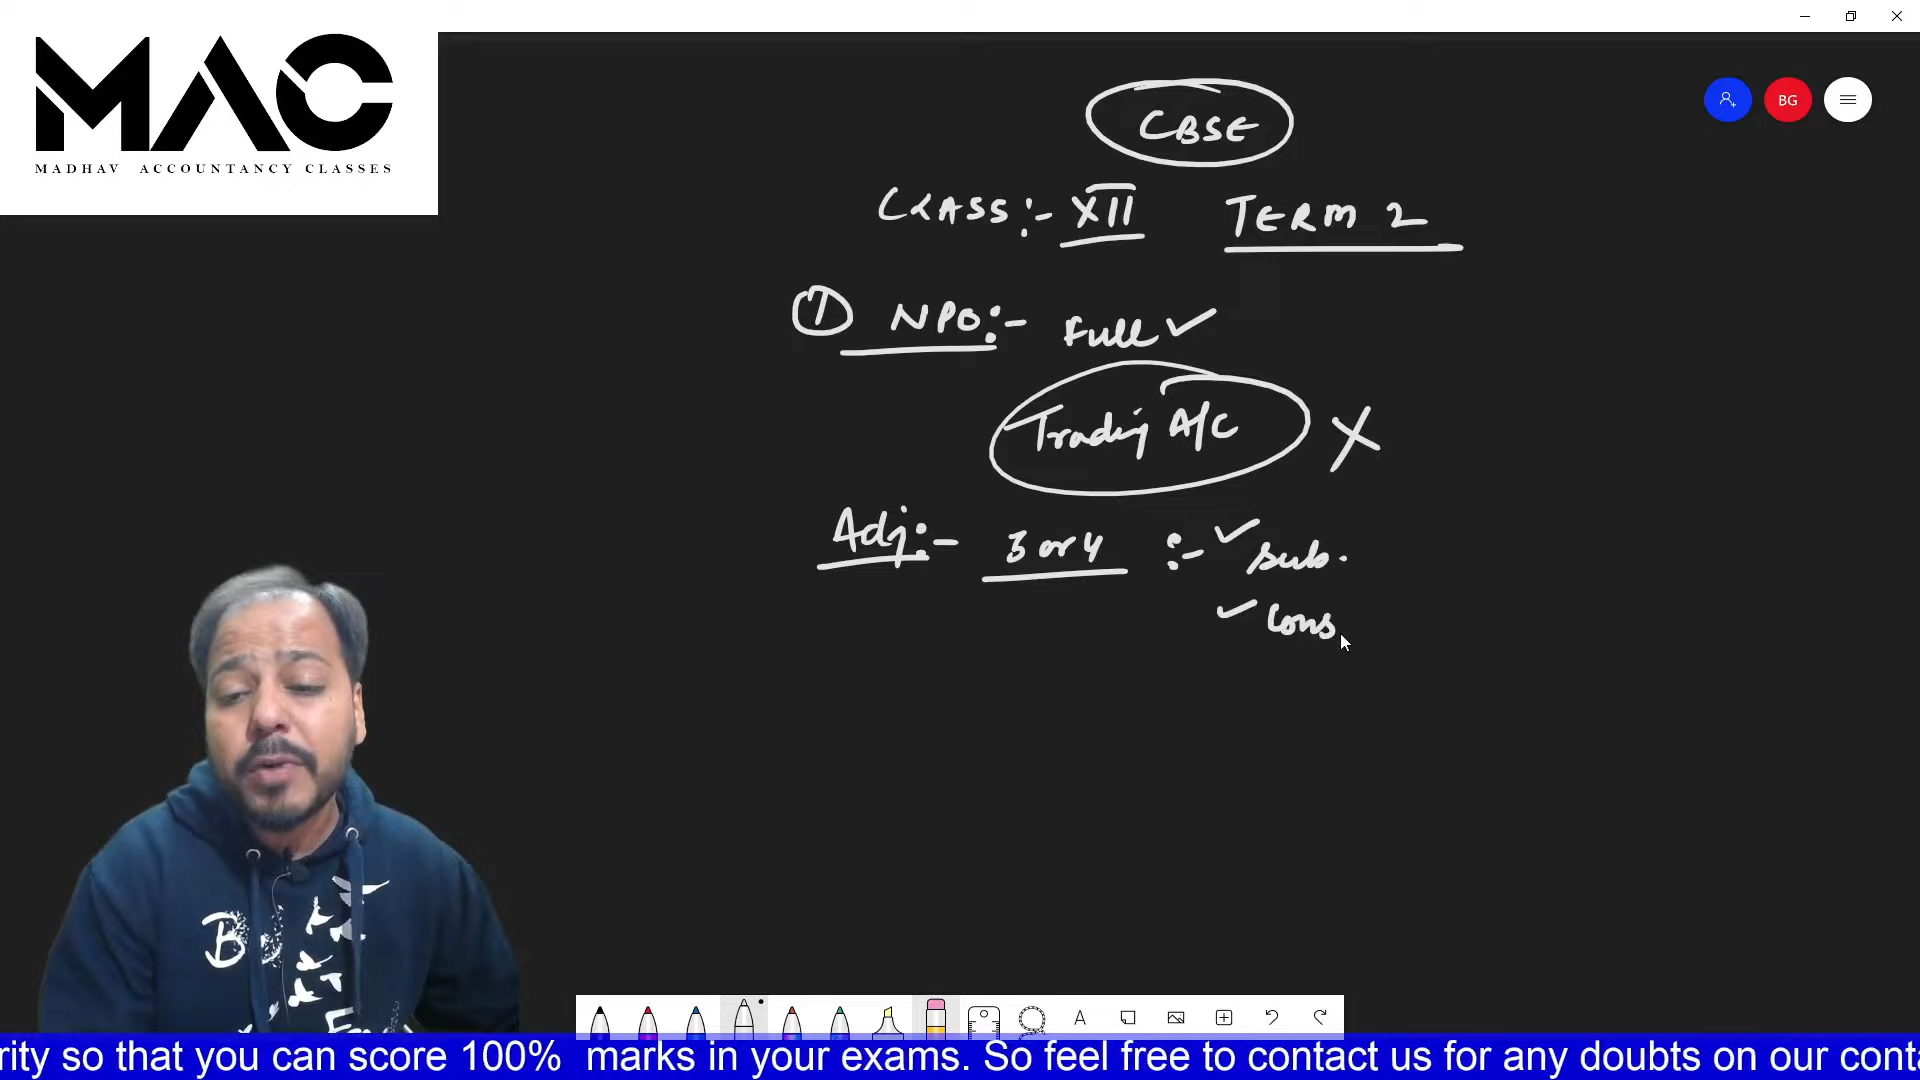 MAC
MADHAV ACCOUNTANCY CLASSES
BG
CBSE
CLASS :- XII TERM 2
① NPO :- Full ✓
Trading A/C X
Adj :- 3 or 4 :- ✓ Sub.
✓ Cons
A
rity so that you can score 100% marks in your exams. So feel free to contact us for any doubts on our conta